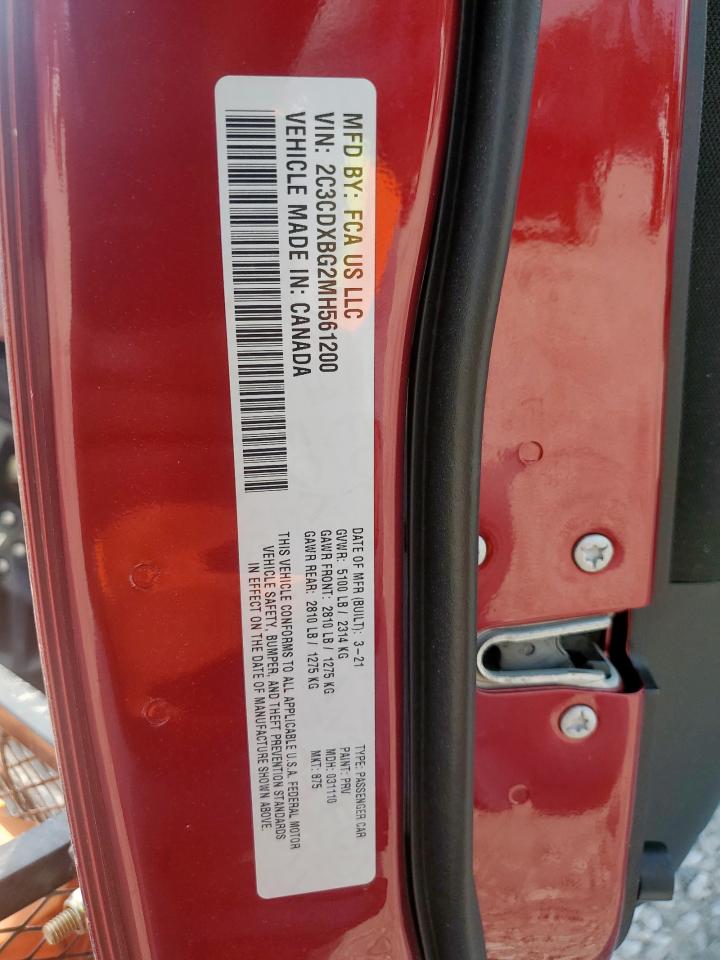 MFD BY: FCA US LLC
VIN: 2C3CDXBG2MH561200
VEHICLE MADE IN: CANADA
DATE OF MFR (BUILT): 3-21
GVWR: 5100 LB / 2314 KG
GAWR FRONT: 2810 LB / 1275 KG
GAWR REAR: 2810 LB / 1275 KG
TYPE: PASSENGER CAR
PAINT: PRV
MDH: 031110
MKT: 875
THIS VEHICLE CONFORMS TO ALL APPLICABLE U.S.A. FEDERAL MOTOR
VEHICLE SAFETY, BUMPER, AND THEFT PREVENTION STANDARDS
IN EFFECT ON THE DATE OF MANUFACTURE SHOWN ABOVE.